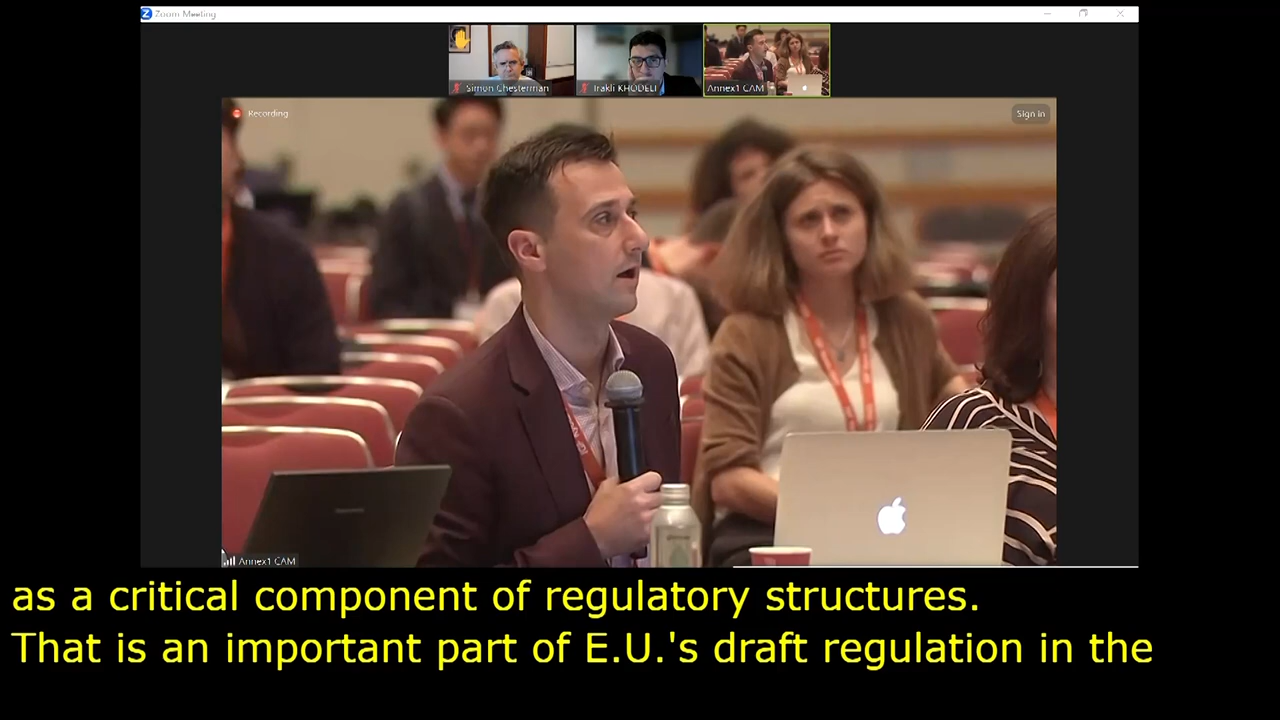 Zoom Meeting
Simon Chesterman
Irakli KHODELI
Annex1 CAM
Recording
Sign in
Annex1 CAM
as a critical component of regulatory structures.
That is an important part of E.U.'s draft regulation in the